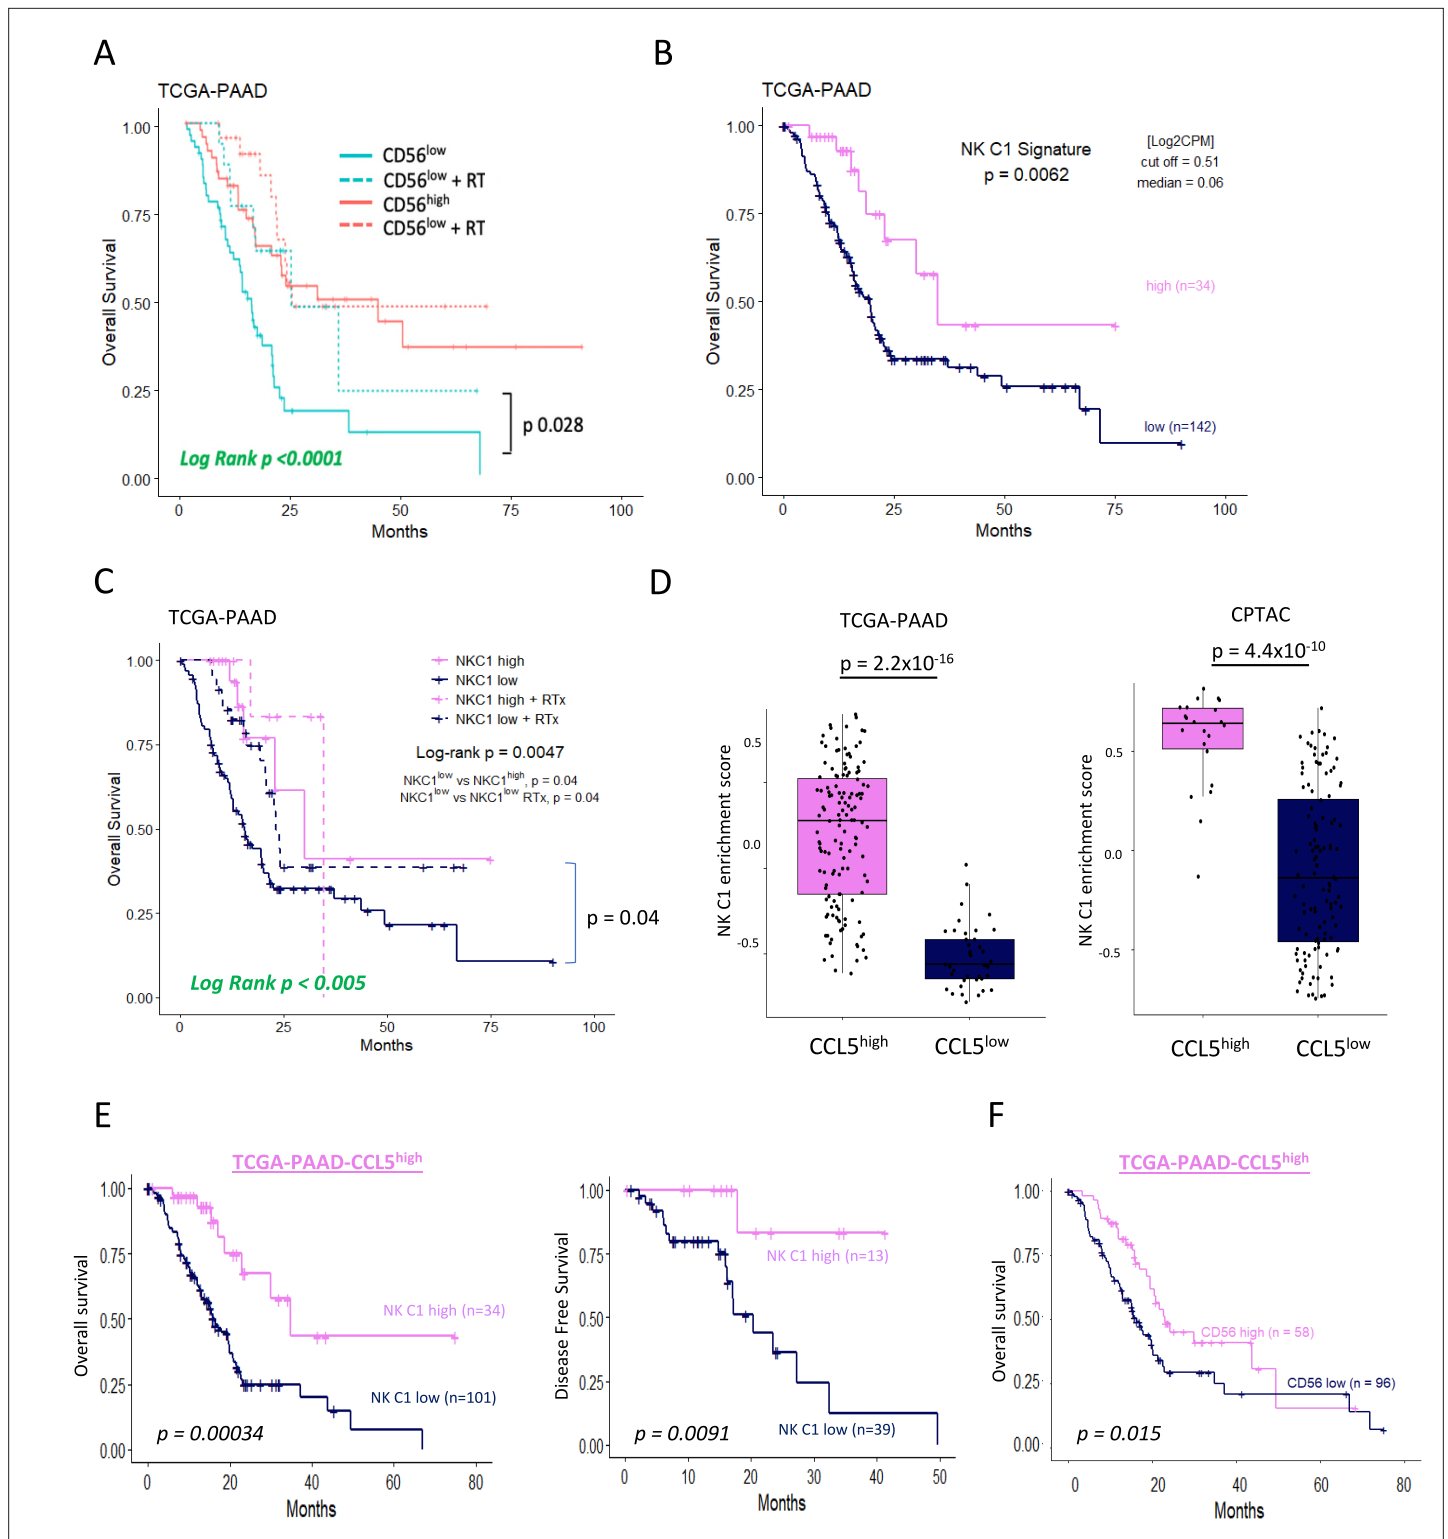 A
TCGA-PAAD
1.00
0.75
0.50
0.25
0.00
Overall Survival
0 25 50 75 100
Months
CD56low
CD56low + RT
CD56high
CD56low + RT
p 0.028
Log Rank p <0.0001
B
TCGA-PAAD
1.00
0.75
0.50
0.25
0.00
Overall Survival
0 25 50 75 100
Months
NK C1 Signature
p = 0.0062
[Log2CPM]
cut off = 0.51
median = 0.06
high (n=34)
low (n=142)
C
TCGA-PAAD
1.00
0.75
0.50
0.25
0.00
Overall Survival
0 25 50 75 100
Months
NKC1 high
NKC1 low
NKC1 high + RTx
NKC1 low + RTx
Log-rank p = 0.0047
NKC1low vs NKC1high, p = 0.04
NKC1low vs NKC1low RTx, p = 0.04
p = 0.04
Log Rank p < 0.005
D
TCGA-PAAD
p = 2.2x10-16
NK C1 enrichment score
0.5
0.0
-0.5
CCL5high CCL5low
CPTAC
p = 4.4x10-10
NK C1 enrichment score
0.5
0.0
-0.5
CCL5high CCL5low
E
TCGA-PAAD-CCL5high
1.00
0.75
0.50
0.25
0.00
Overall survival
0 20 40 60 80
Months
NK C1 high (n=34)
NK C1 low (n=101)
p = 0.00034
1.00
0.75
0.50
0.25
0.00
Disease Free Survival
0 10 20 30 40 50
Months
NK C1 high (n=13)
NK C1 low (n=39)
p = 0.0091
F
TCGA-PAAD-CCL5high
1.00
0.75
0.50
0.25
0.00
Overall survival
0 20 40 60 80
Months
CD56 high (n = 58)
CD56 low (n = 96)
p = 0.015